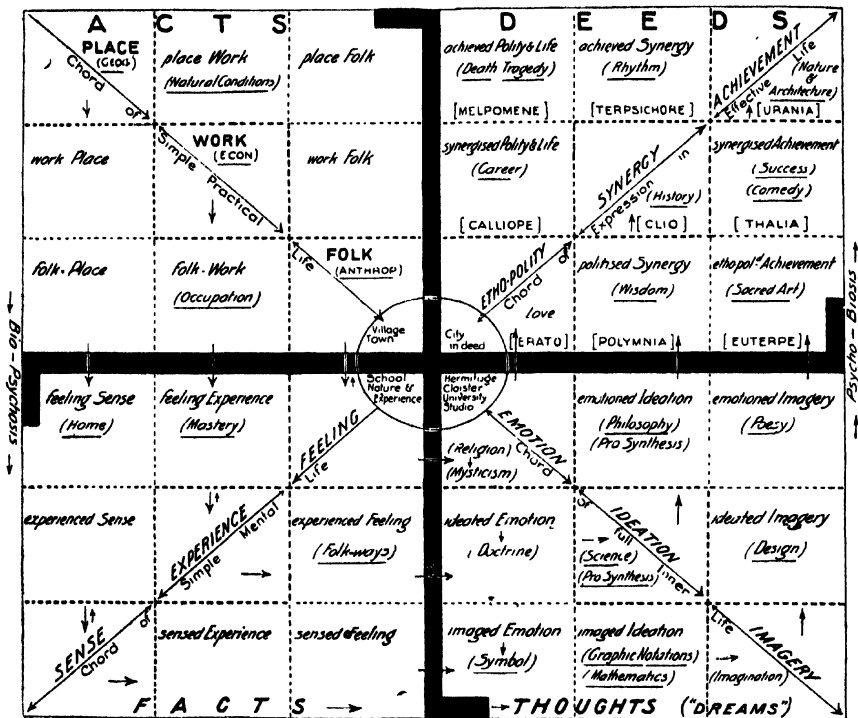 ACTS
DEEDS
PLACE
(GEOG)
Chord of
place Work
(Natural Conditions)
place Folk
achieved Polity & Life
(Death Tragedy)
[MELPOMENE]
achieved Synergy
(Rhythm)
[TERPSICHORE]
ACHIEVEMENT
Effective Life
(Nature
&
Architecture)
[URANIA]
work Place
WORK
(ECON)
Simple Practical
work Folk
synergised Polity & Life
(Career)
[CALLIOPE]
SYNERGY
Expression in
(History)
[CLIO]
synergised Achievement
(Success)
(Comedy)
[THALIA]
folk-Place
folk-Work
(Occupation)
FOLK
(ANTHROP)
Life
Village
Town
City
in deed
ETHO-POLITY
Chord of
Love
[ERATO]
politised Synergy
(Wisdom)
[POLYMNIA]
ethopol.d Achievement
(Sacred Art)
[EUTERPE]
Bio-Psychosis
Psycho-Biosis
feeling Sense
(Home)
feeling Experience
(Mastery)
FEELING
Life
School
Nature &
Experience
Hermitage
Cloister
University
Studio
EMOTION
Chord
(Religion)
(Mysticism)
emotioned Ideation
(Philosophy)
(Pro Synthesis)
emotioned Imagery
(Poesy)
experienced Sense
EXPERIENCE
Simple Mental
experienced Feeling
(Folk-ways)
ideated Emotion
(Doctrine)
IDEATION
of full Inner
(Science)
(Pro Synthesis)
ideated Imagery
(Design)
SENSE
Chord of
sensed Experience
sensed Feeling
imaged Emotion
(Symbol)
imaged Ideation
(Graphic Notations)
(Mathematics)
IMAGERY
Life
(Imagination)
FACTS
THOUGHTS ("DREAMS")